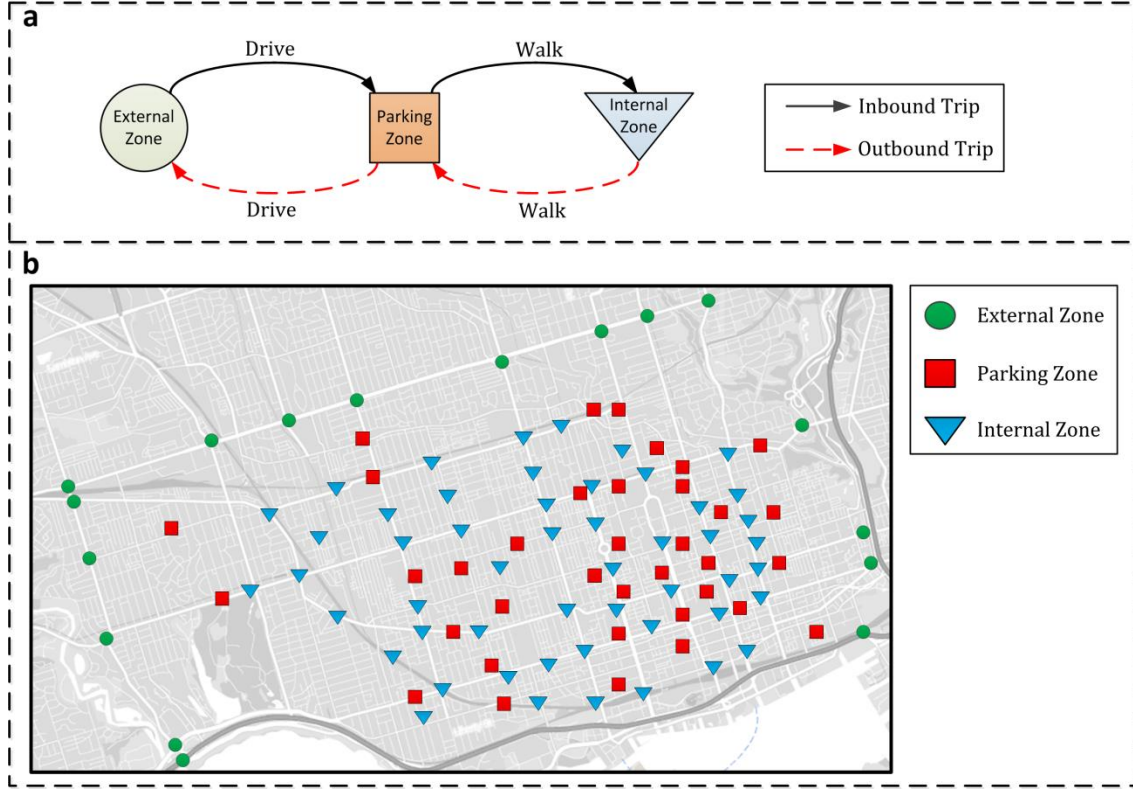 a
Drive
Walk
External
Zone
Parking
Zone
Internal
Zone
Inbound Trip
Outbound Trip
Drive
Walk
b
External Zone
Parking Zone
Internal Zone